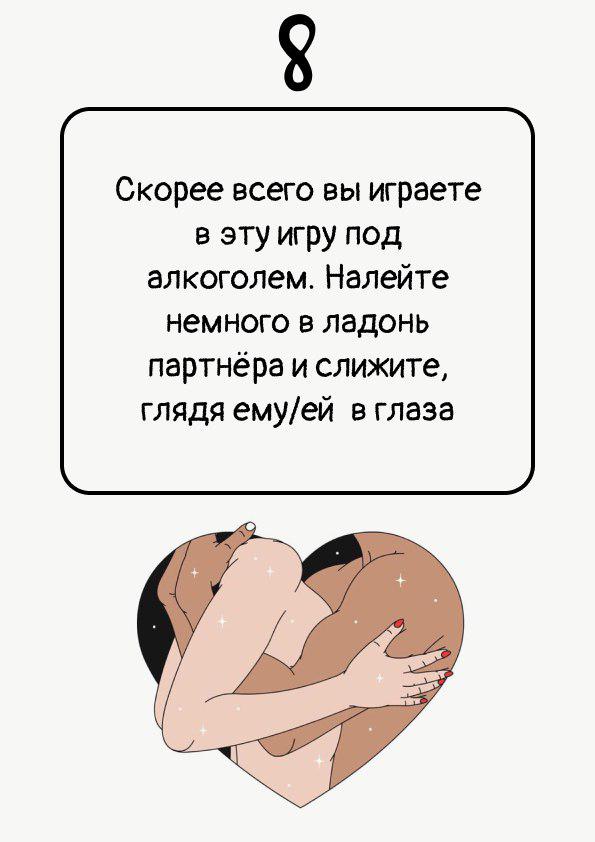 8
Скорее всего вы играете
в эту игру под
алкоголем. Налейте
немного в ладонь
партнёра и слижите,
глядя ему/ей в глаза